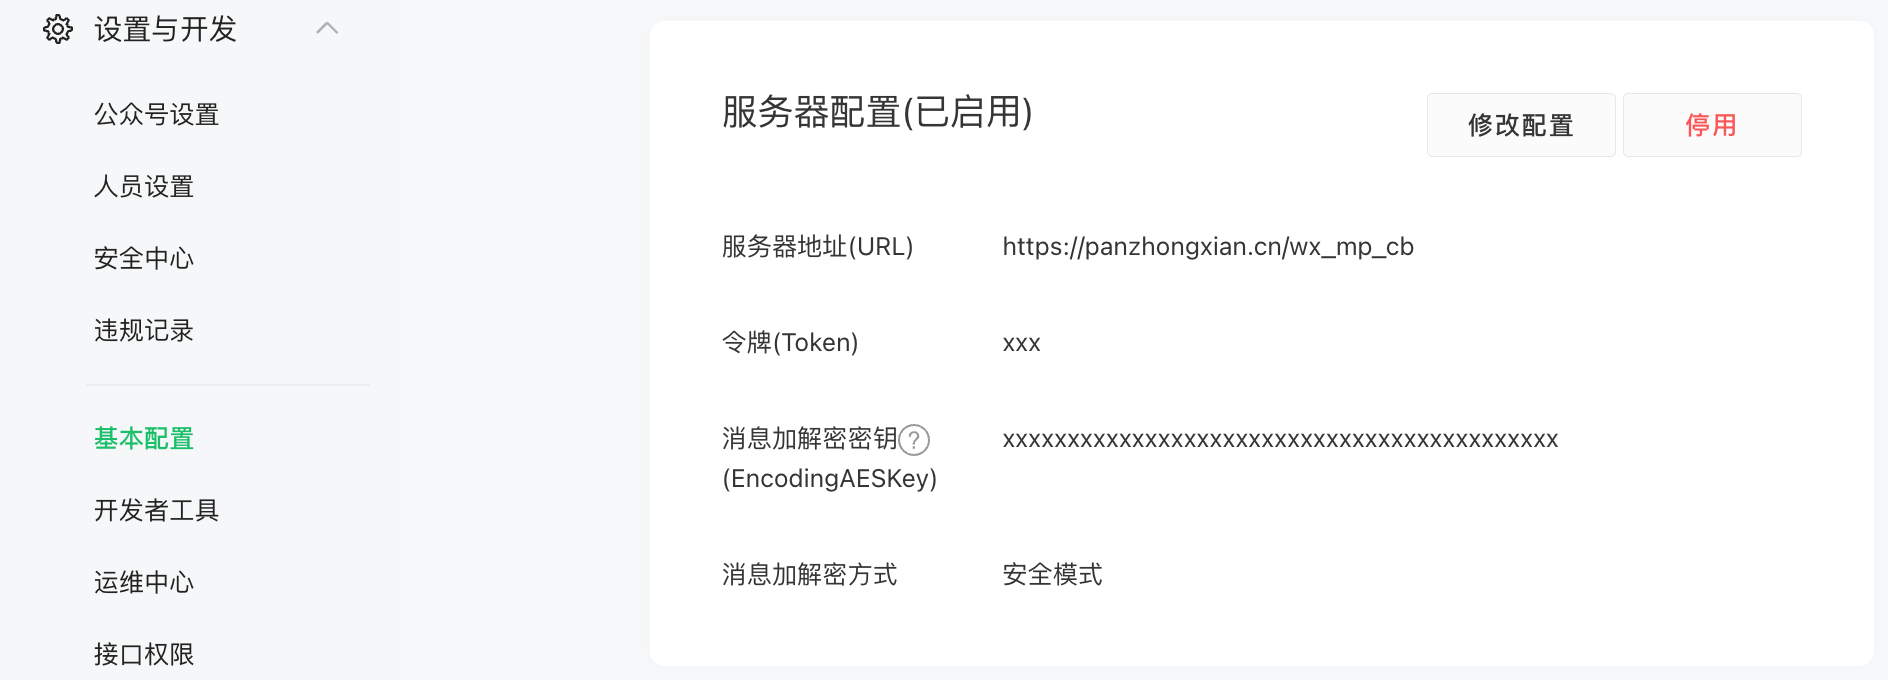 设置与开发
公众号设置
人员设置
安全中心
违规记录
基本配置
开发者工具
运维中心
接口权限
服务器配置(已启用)
修改配置
停用
服务器地址(URL)
https://panzhongxian.cn/wx_mp_cb
令牌(Token)
xxx
消息加解密密钥?
(EncodingAESKey)
xxxxxxxxxxxxxxxxxxxxxxxxxxxxxxxxxxxxxxxxxxx
消息加解密方式
安全模式